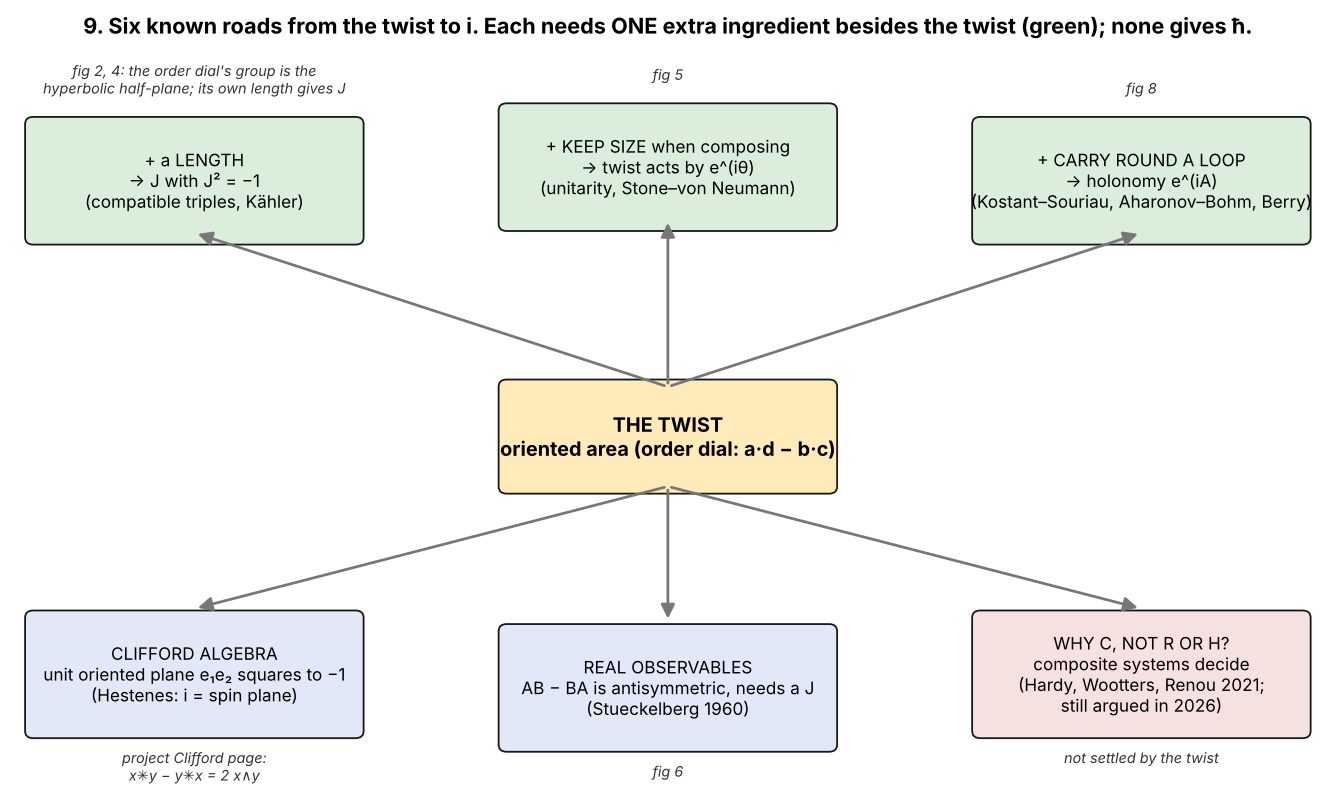 9. Six known roads from the twist to i. Each needs ONE extra ingredient besides the twist (green); none gives ħ.
fig 2, 4: the order dial's group is the
hyperbolic half-plane; its own length gives J
fig 5
fig 8
+ a LENGTH
→ J with J² = −1
(compatible triples, Kähler)
+ KEEP SIZE when composing
→ twist acts by e^(iθ)
(unitarity, Stone–von Neumann)
+ CARRY ROUND A LOOP
→ holonomy e^(iA)
(Kostant–Souriau, Aharonov–Bohm, Berry)
THE TWIST
oriented area (order dial: a·d − b·c)
CLIFFORD ALGEBRA
unit oriented plane e₁e₂ squares to −1
(Hestenes: i = spin plane)
REAL OBSERVABLES
AB − BA is antisymmetric, needs a J
(Stueckelberg 1960)
WHY C, NOT R OR H?
composite systems decide
(Hardy, Wootters, Renou 2021;
still argued in 2026)
project Clifford page:
x✳y − y✳x = 2 x∧y
fig 6
not settled by the twist